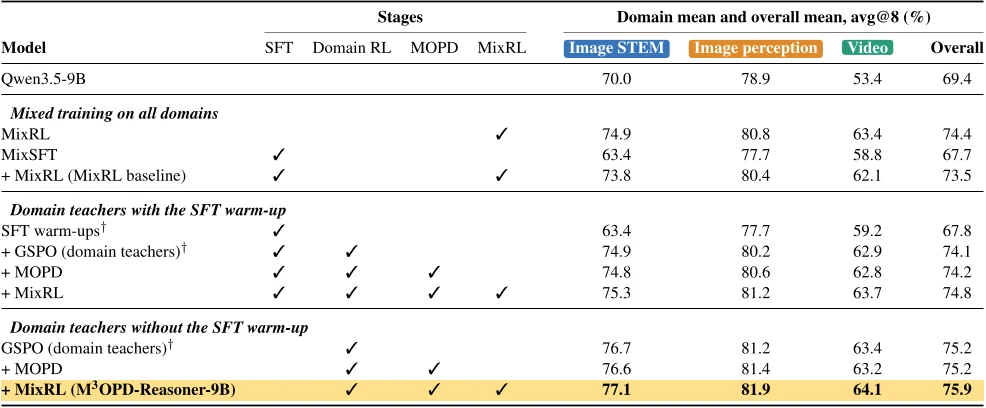 Stages Domain mean and overall mean, avg@8 (%)
Model SFT Domain RL MOPD MixRL Image STEM Image perception Video Overall
Qwen3.5-9B 70.0 78.9 53.4 69.4
Mixed training on all domains
MixRL ✓ 74.9 80.8 63.4 74.4
MixSFT ✓ 63.4 77.7 58.8 67.7
+ MixRL (MixRL baseline) ✓ ✓ 73.8 80.4 62.1 73.5
Domain teachers with the SFT warm-up
SFT warm-ups† ✓ 63.4 77.7 59.2 67.8
+ GSPO (domain teachers)† ✓ ✓ 74.9 80.2 62.9 74.1
+ MOPD ✓ ✓ ✓ 74.8 80.6 62.8 74.2
+ MixRL ✓ ✓ ✓ ✓ 75.3 81.2 63.7 74.8
Domain teachers without the SFT warm-up
GSPO (domain teachers)† ✓ 76.7 81.2 63.4 75.2
+ MOPD ✓ ✓ 76.6 81.4 63.2 75.2
+ MixRL (M³OPD-Reasoner-9B) ✓ ✓ ✓ 77.1 81.9 64.1 75.9